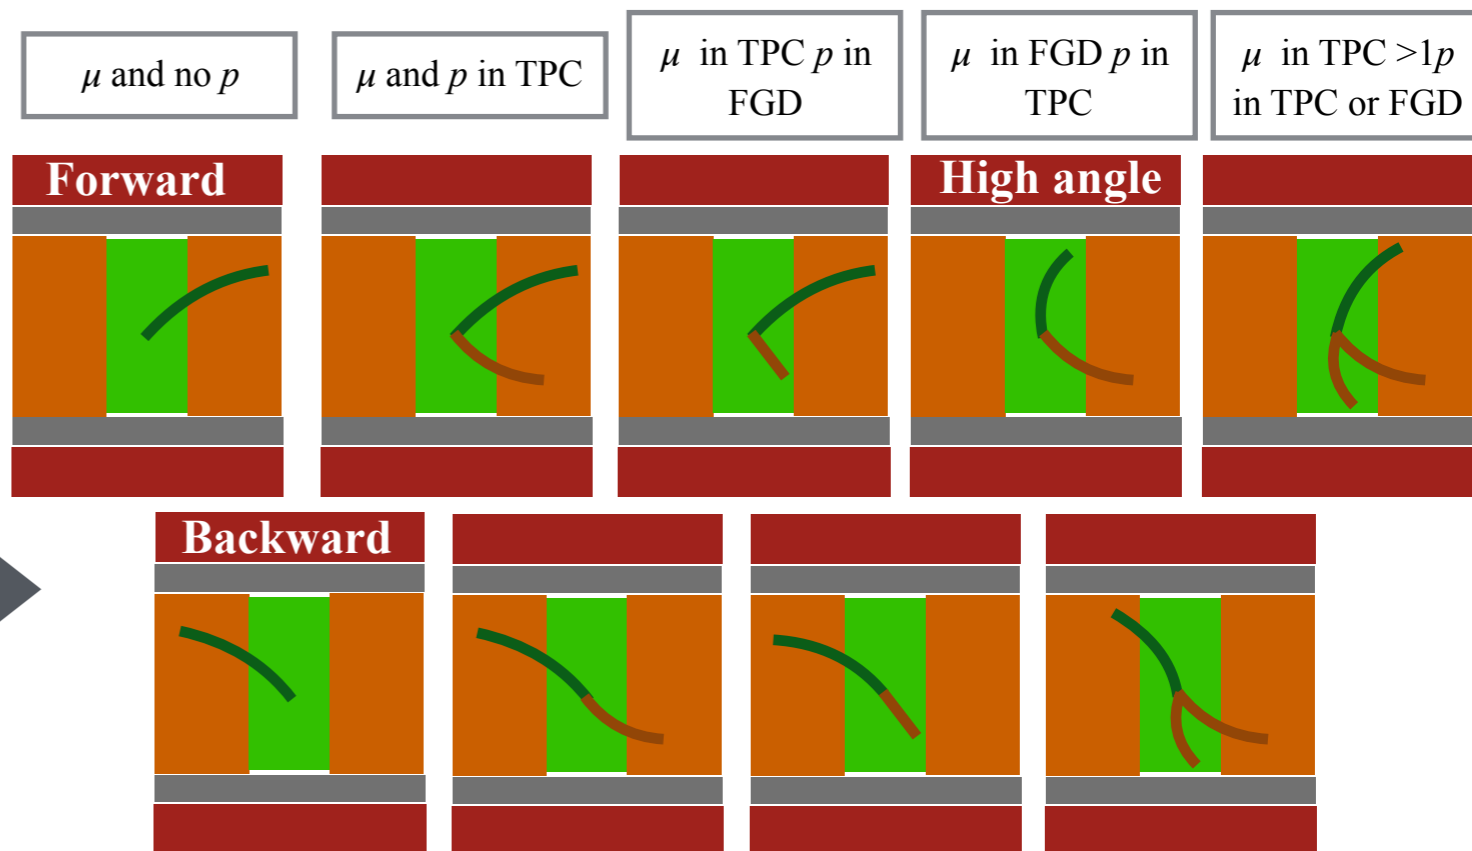 μ and no p
μ and p in TPC
μ in TPC p in
FGD
μ in FGD p in
TPC
μ in TPC >1p
in TPC or FGD
Forward
High angle
Backward